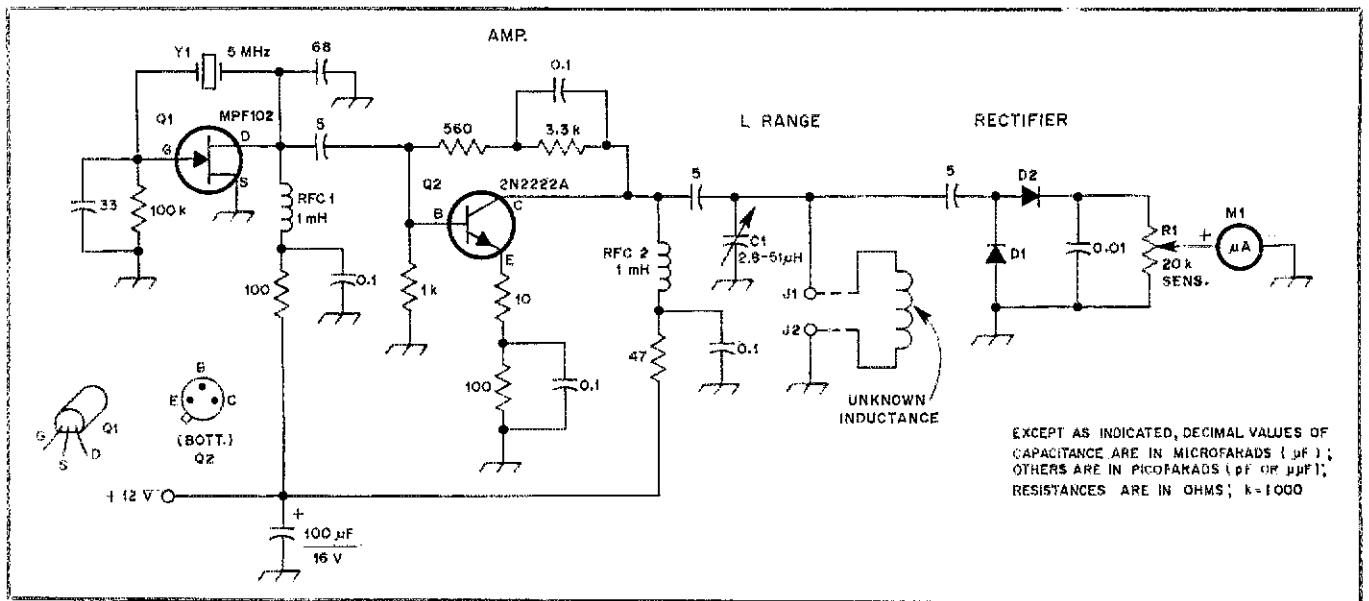 AMP.
Y1
5 MHz
68
0.1
Q1
MPF102
D
G
S
5
560
3.3 k
L RANGE
RECTIFIER
Q2
2N2222A
C
B
E
5
5
D2
33
100 k
RFC 1
1 mH
RFC 2
1 mH
C1
2.8-51µH
D1
0.01
R1
20 k
SENS.
M1
+
µA
100
0.1
1 k
10
J1
J2
47
0.1
100
0.1
UNKNOWN
INDUCTANCE
B
E
C
(BOTT.)
Q2
Q1
G
S
D
+ 12 V
+
100 µF
16 V
EXCEPT AS INDICATED, DECIMAL VALUES OF
CAPACITANCE ARE IN MICROFARADS ( µF ) ;
OTHERS ARE IN PICOFARADS ( pF OR µµF);
RESISTANCES ARE IN OHMS; k=1000